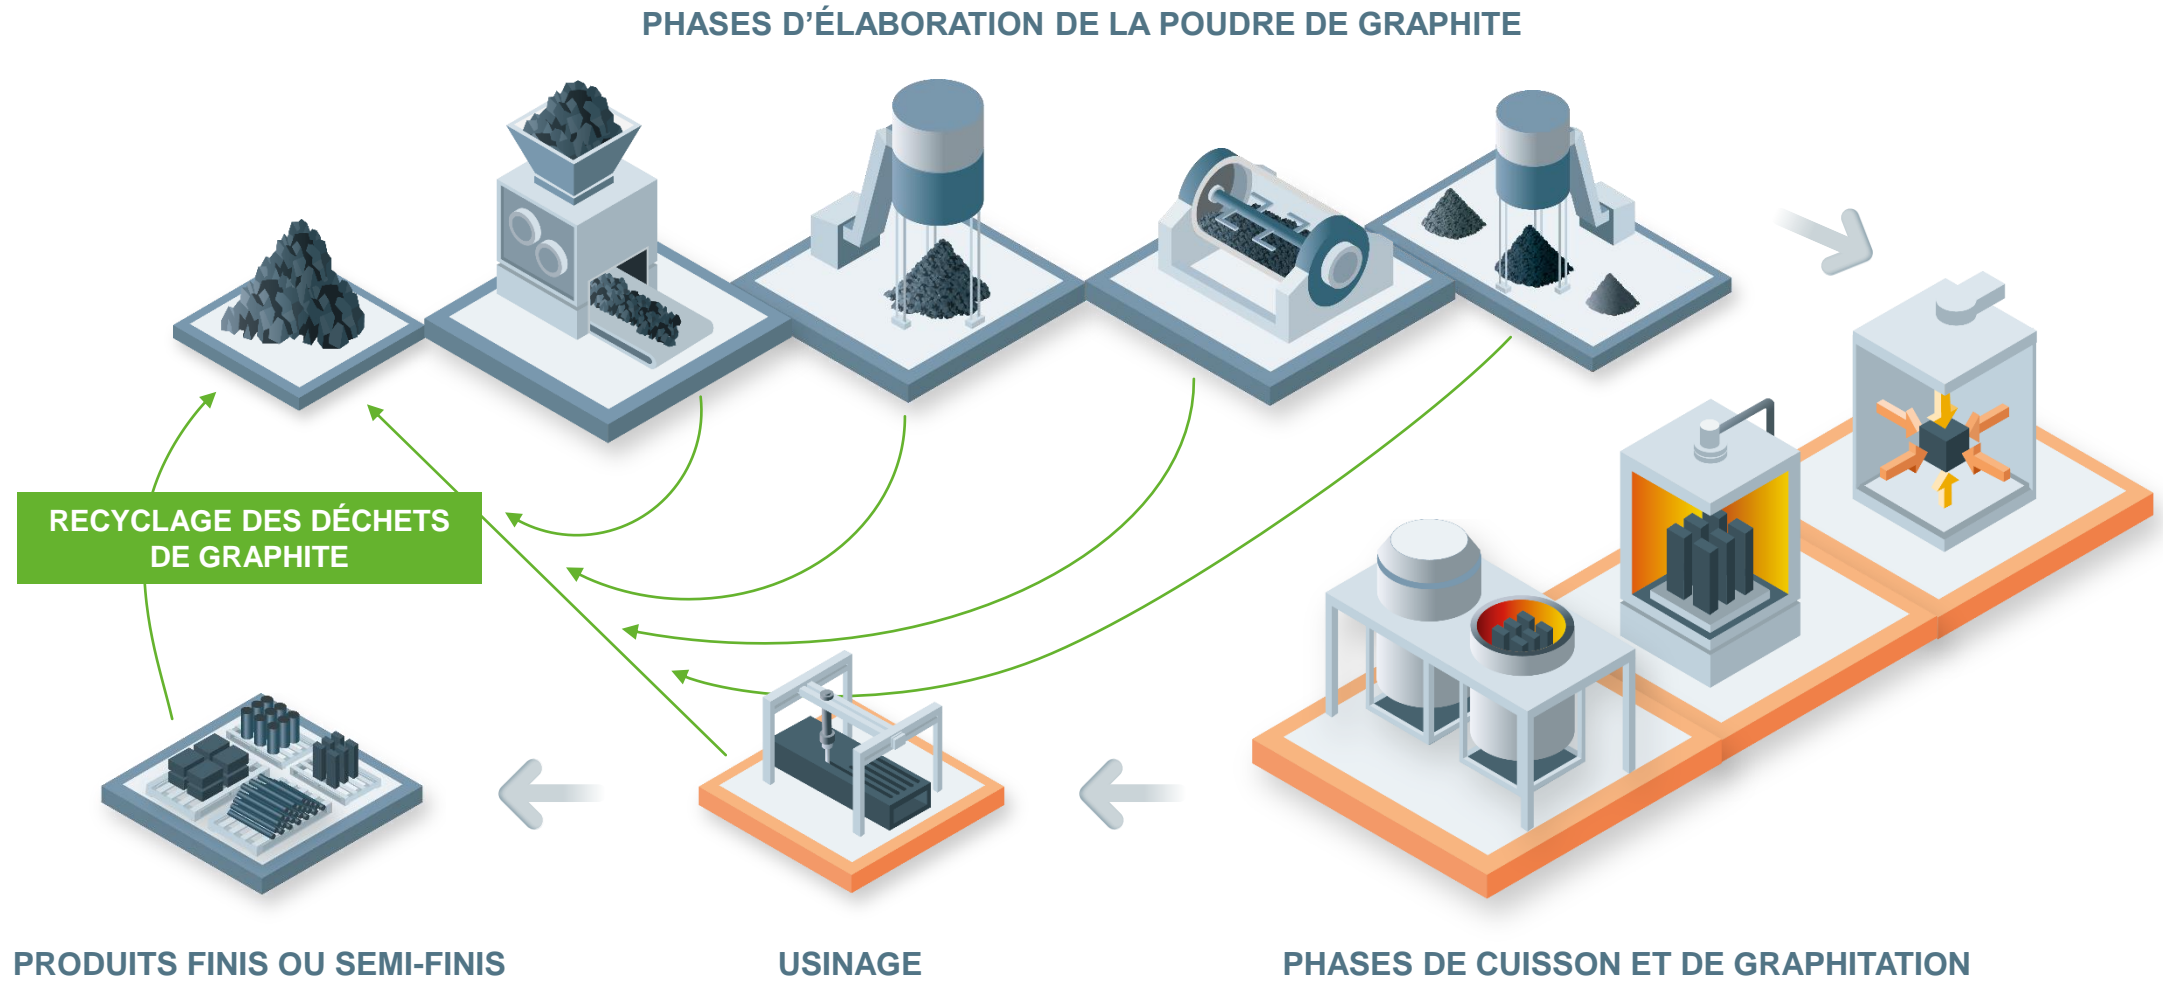 PHASES D’ÉLABORATION DE LA POUDRE DE GRAPHITE
RECYCLAGE DES DÉCHETS
DE GRAPHITE
PRODUITS FINIS OU SEMI-FINIS
USINAGE
PHASES DE CUISSON ET DE GRAPHITATION